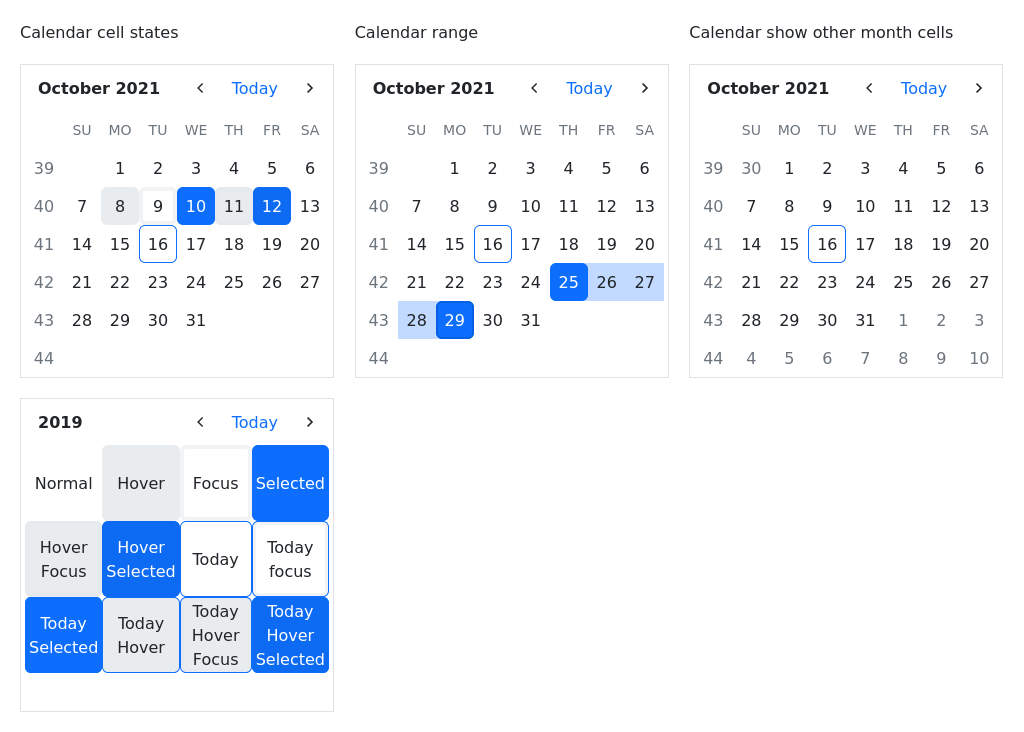 Calendar cell states
October 2021 Today
SU MO TU WE TH FR SA
39 1 2 3 4 5 6
40 7 8 9 10 11 12 13
41 14 15 16 17 18 19 20
42 21 22 23 24 25 26 27
43 28 29 30 31
44
Calendar range
October 2021 Today
SU MO TU WE TH FR SA
39 1 2 3 4 5 6
40 7 8 9 10 11 12 13
41 14 15 16 17 18 19 20
42 21 22 23 24 25 26 27
43 28 29 30 31
44
Calendar show other month cells
October 2021 Today
SU MO TU WE TH FR SA
39 30 1 2 3 4 5 6
40 7 8 9 10 11 12 13
41 14 15 16 17 18 19 20
42 21 22 23 24 25 26 27
43 28 29 30 31 1 2 3
44 4 5 6 7 8 9 10
2019 Today
Normal
Hover
Focus
Selected
Hover
Focus
Hover
Selected
Today
Today
focus
Today
Selected
Today
Hover
Today
Hover
Focus
Today
Hover
Selected